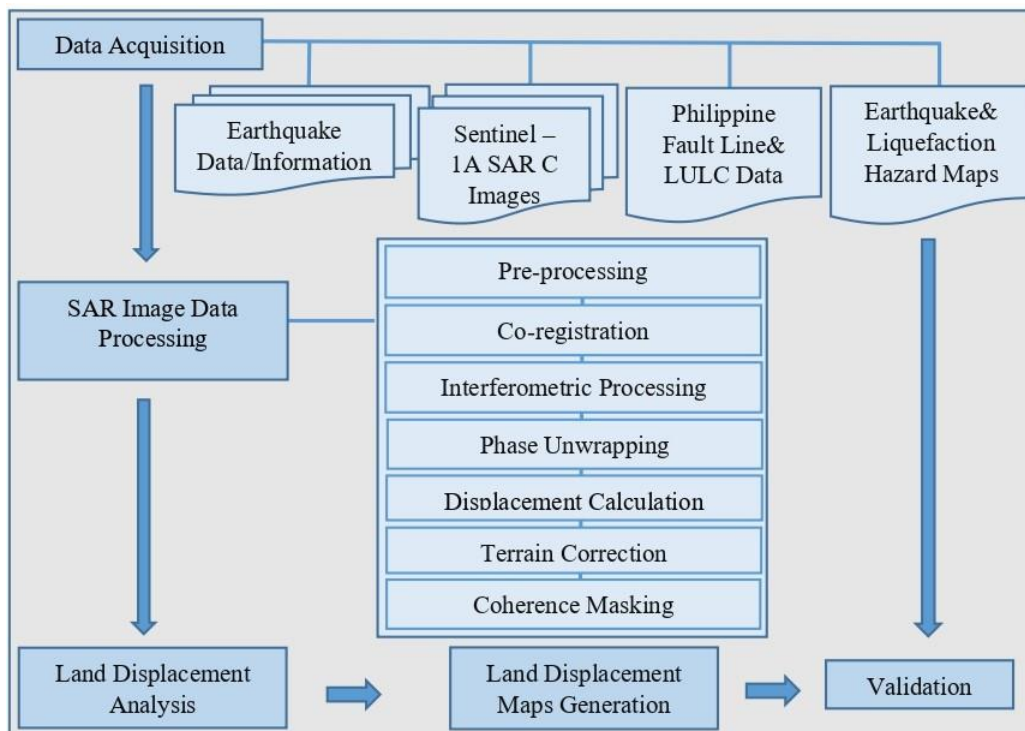 Data Acquisition
Earthquake
Data/Information
Sentinel –
1A SAR C
Images
Philippine
Fault Line&
LULC Data
Earthquake&
Liquefaction
Hazard Maps
SAR Image Data
Processing
Pre-processing
Co-registration
Interferometric Processing
Phase Unwrapping
Displacement Calculation
Terrain Correction
Coherence Masking
Land Displacement
Analysis
Land Displacement
Maps Generation
Validation